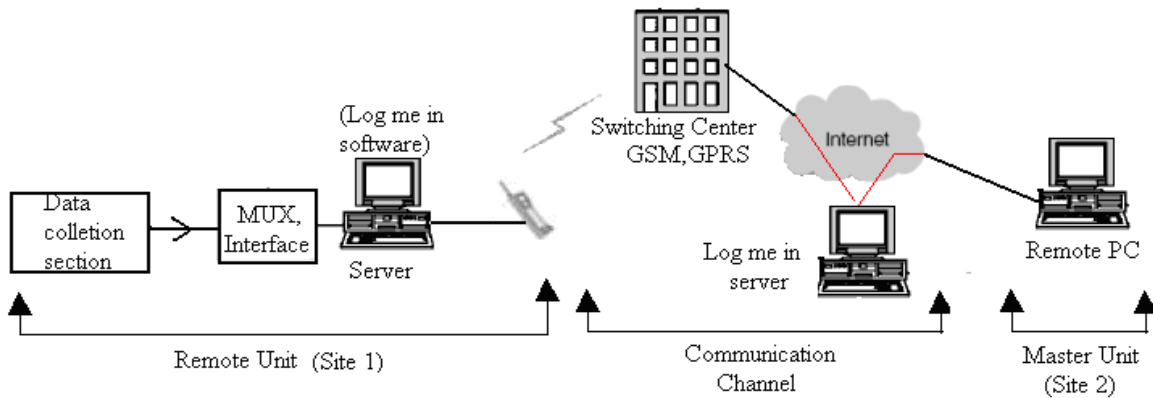 (Log me in
software)
Data
colletion
section
MUX,
Interface
Server
Switching Center
GSM,GPRS
Internet
Log me in
server
Remote PC
Remote Unit (Site 1)
Communication
Channel
Master Unit
(Site 2)